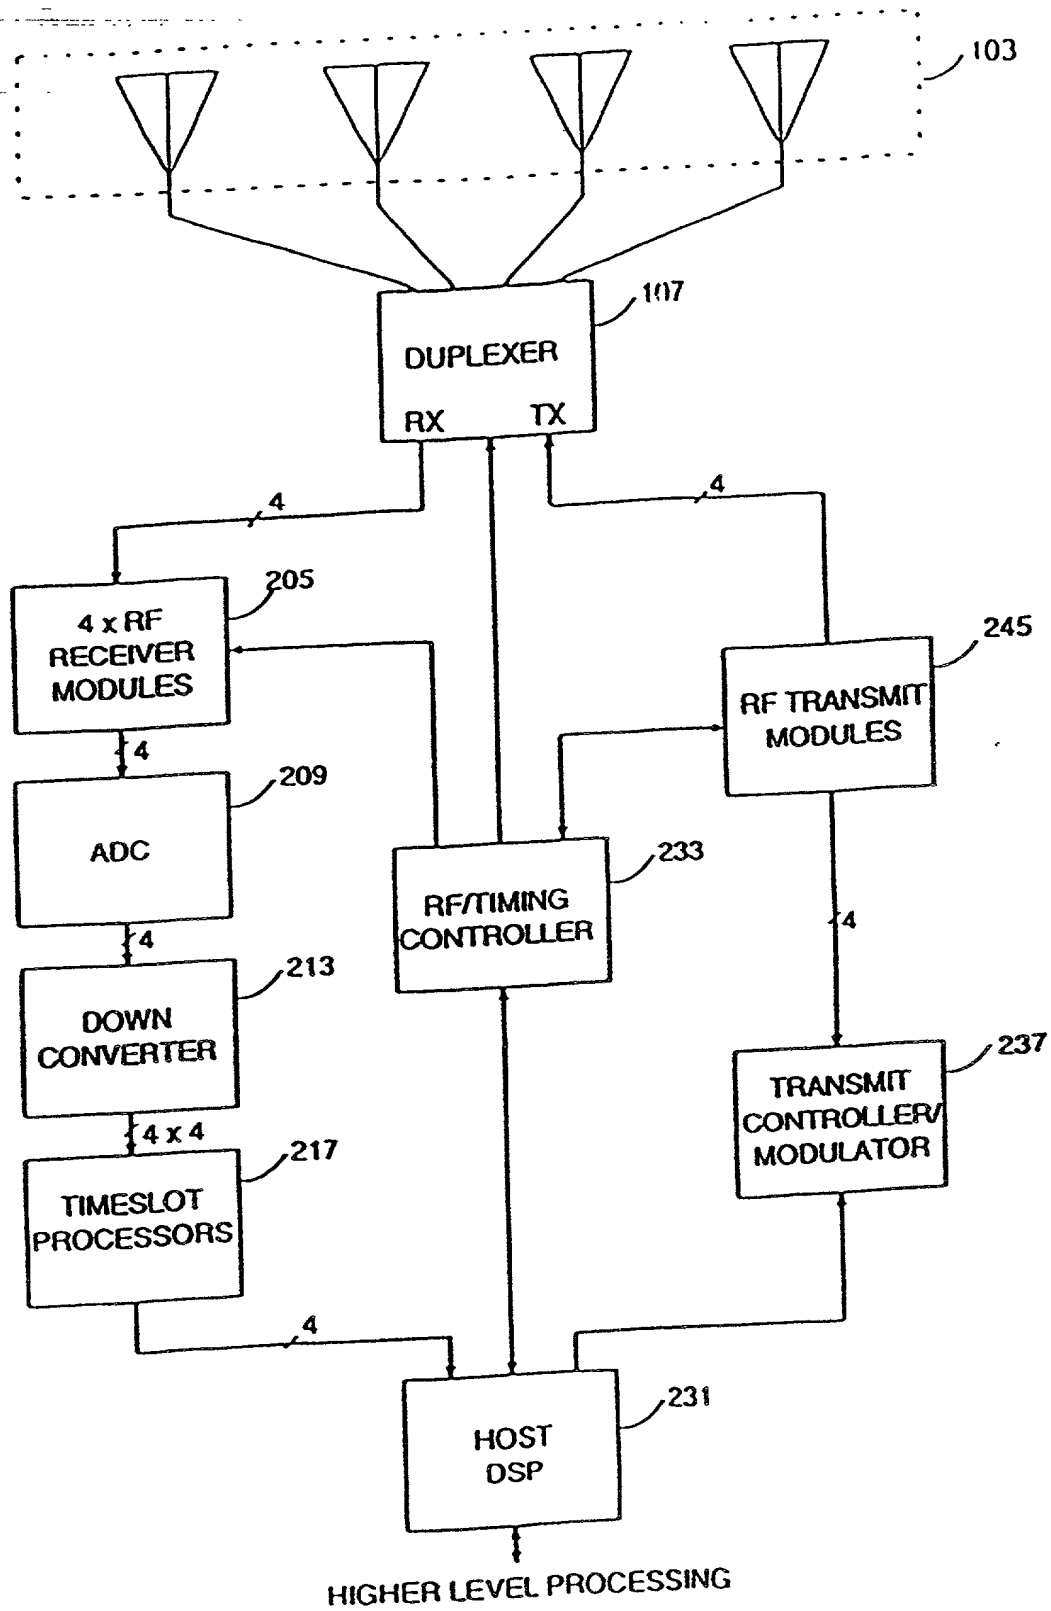 103
107
DUPLEXER
RX TX
4
4
205
4 x RF
RECEIVER
MODULES
245
RF TRANSMIT
MODULES
4
209
ADC
233
RF/TIMING
CONTROLLER
4
4
213
DOWN
CONVERTER
237
TRANSMIT
CONTROLLER/
MODULATOR
4 x 4
217
TIMESLOT
PROCESSORS
4
231
HOST
DSP
HIGHER LEVEL PROCESSING